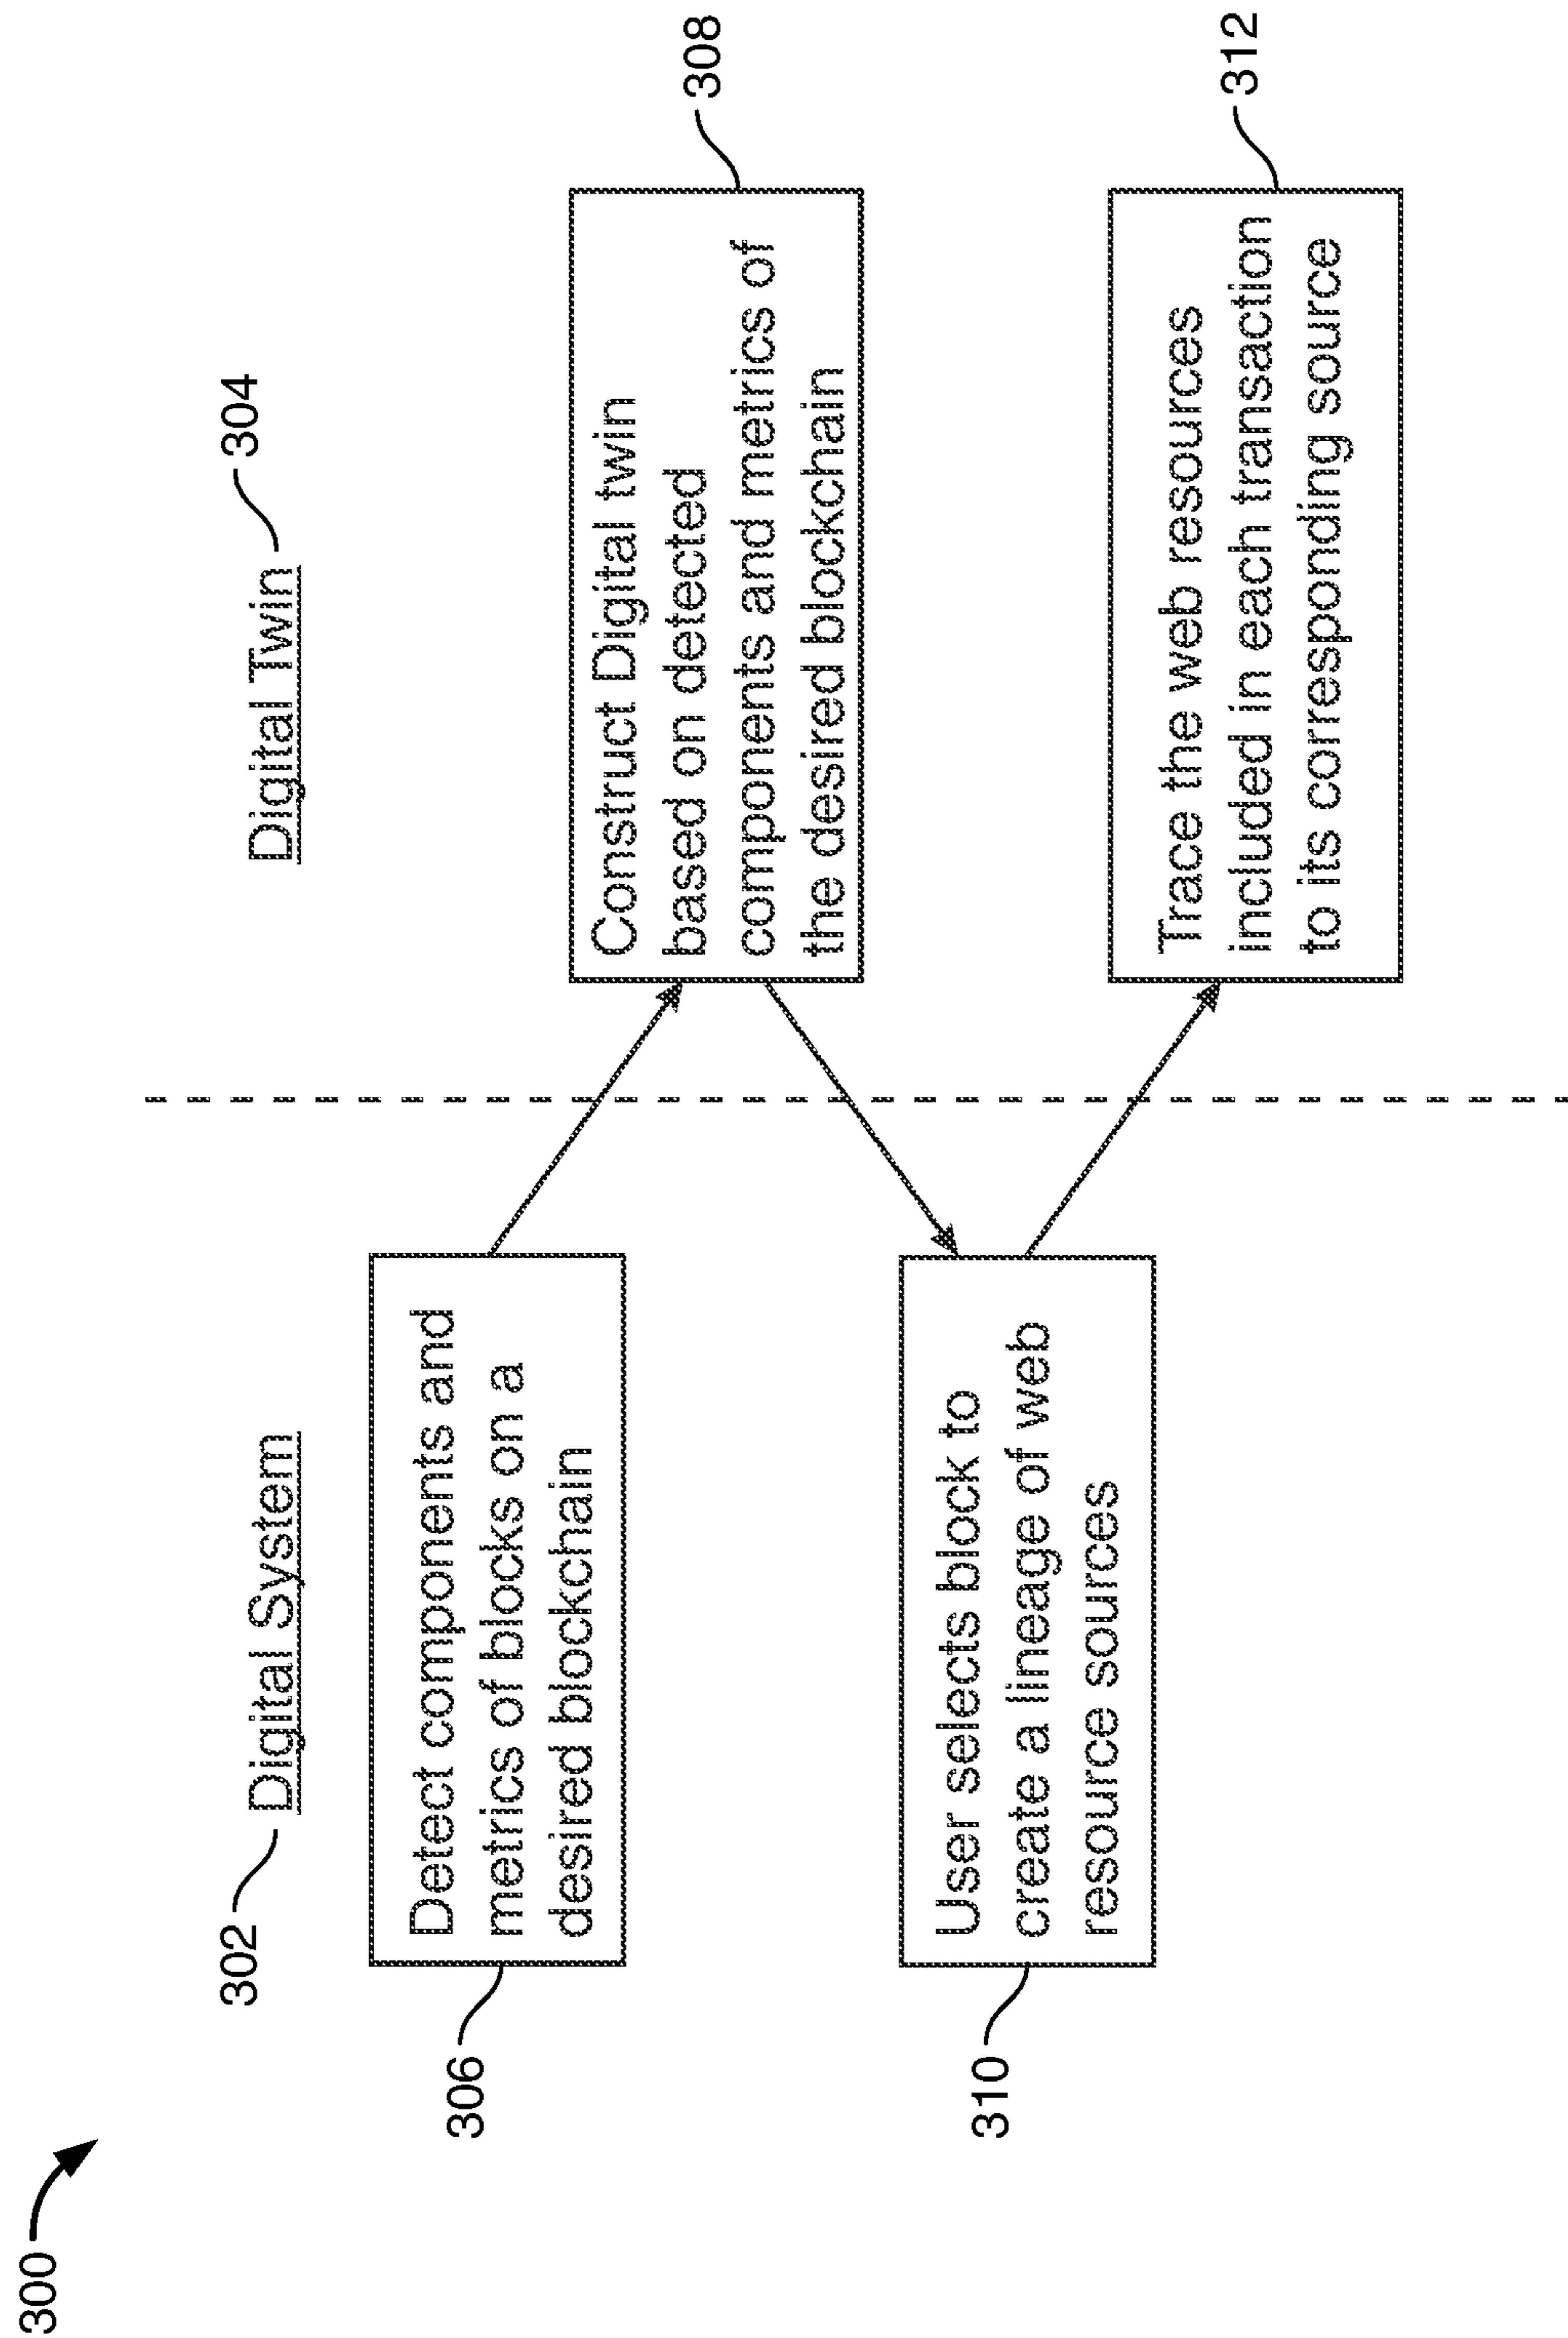 300
302
Digital System
Digital Twin
304
306
Detect components and
metrics of blocks on a
desired blockchain
Construct Digital twin
based on detected
components and metrics of
the desired blockchain
308
310
User selects block to
create a lineage of web
resource sources
Trace the web resources
included in each transaction
to its corresponding source
312